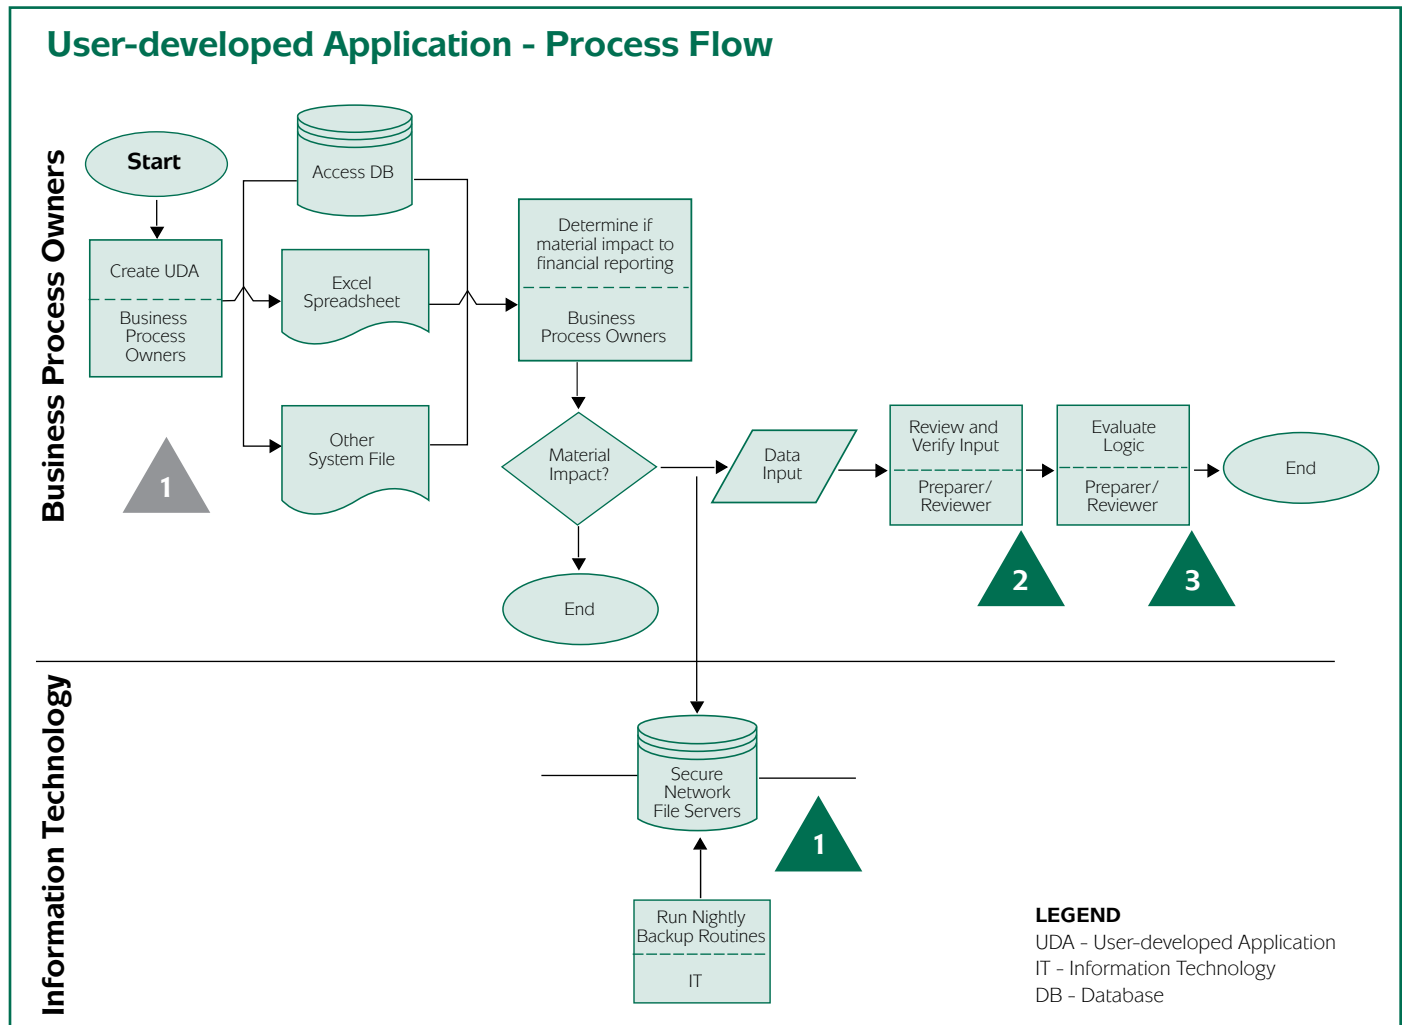 User-developed Application - Process Flow
Business Process Owners
Start
Create UDA
Business
Process
Owners
1
Access DB
Excel
Spreadsheet
Other
System File
Determine if
material impact to
financial reporting
Business
Process Owners
Material
Impact?
End
Data
Input
Review and
Verify Input
Preparer/
Reviewer
2
Evaluate
Logic
Preparer/
Reviewer
3
End
Information Technology
Secure
Network
File Servers
1
Run Nightly
Backup Routines
IT
LEGEND
UDA - User-developed Application
IT - Information Technology
DB - Database